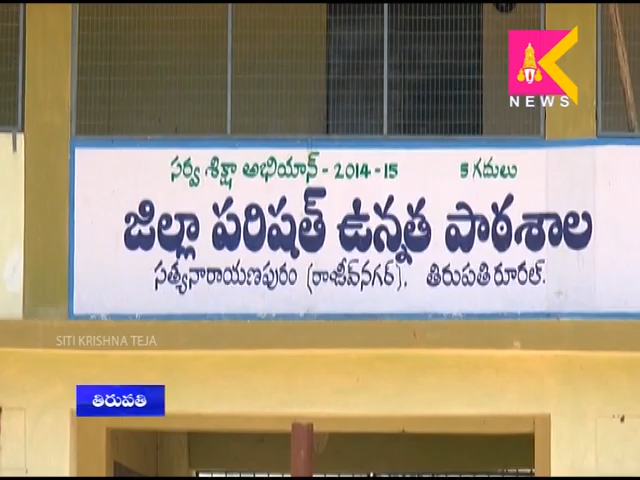 K
NEWS
సర్వ శిక్షా అభియాన్ - 2014-15 5 గదులు
జిల్లా పరిషత్ ఉన్నత పాఠశాల
సత్యనారాయణపురం (రాజీవ్‌నగర్), తిరుపతి రూరల్.
SITI KRISHNA TEJA
తిరుపతి